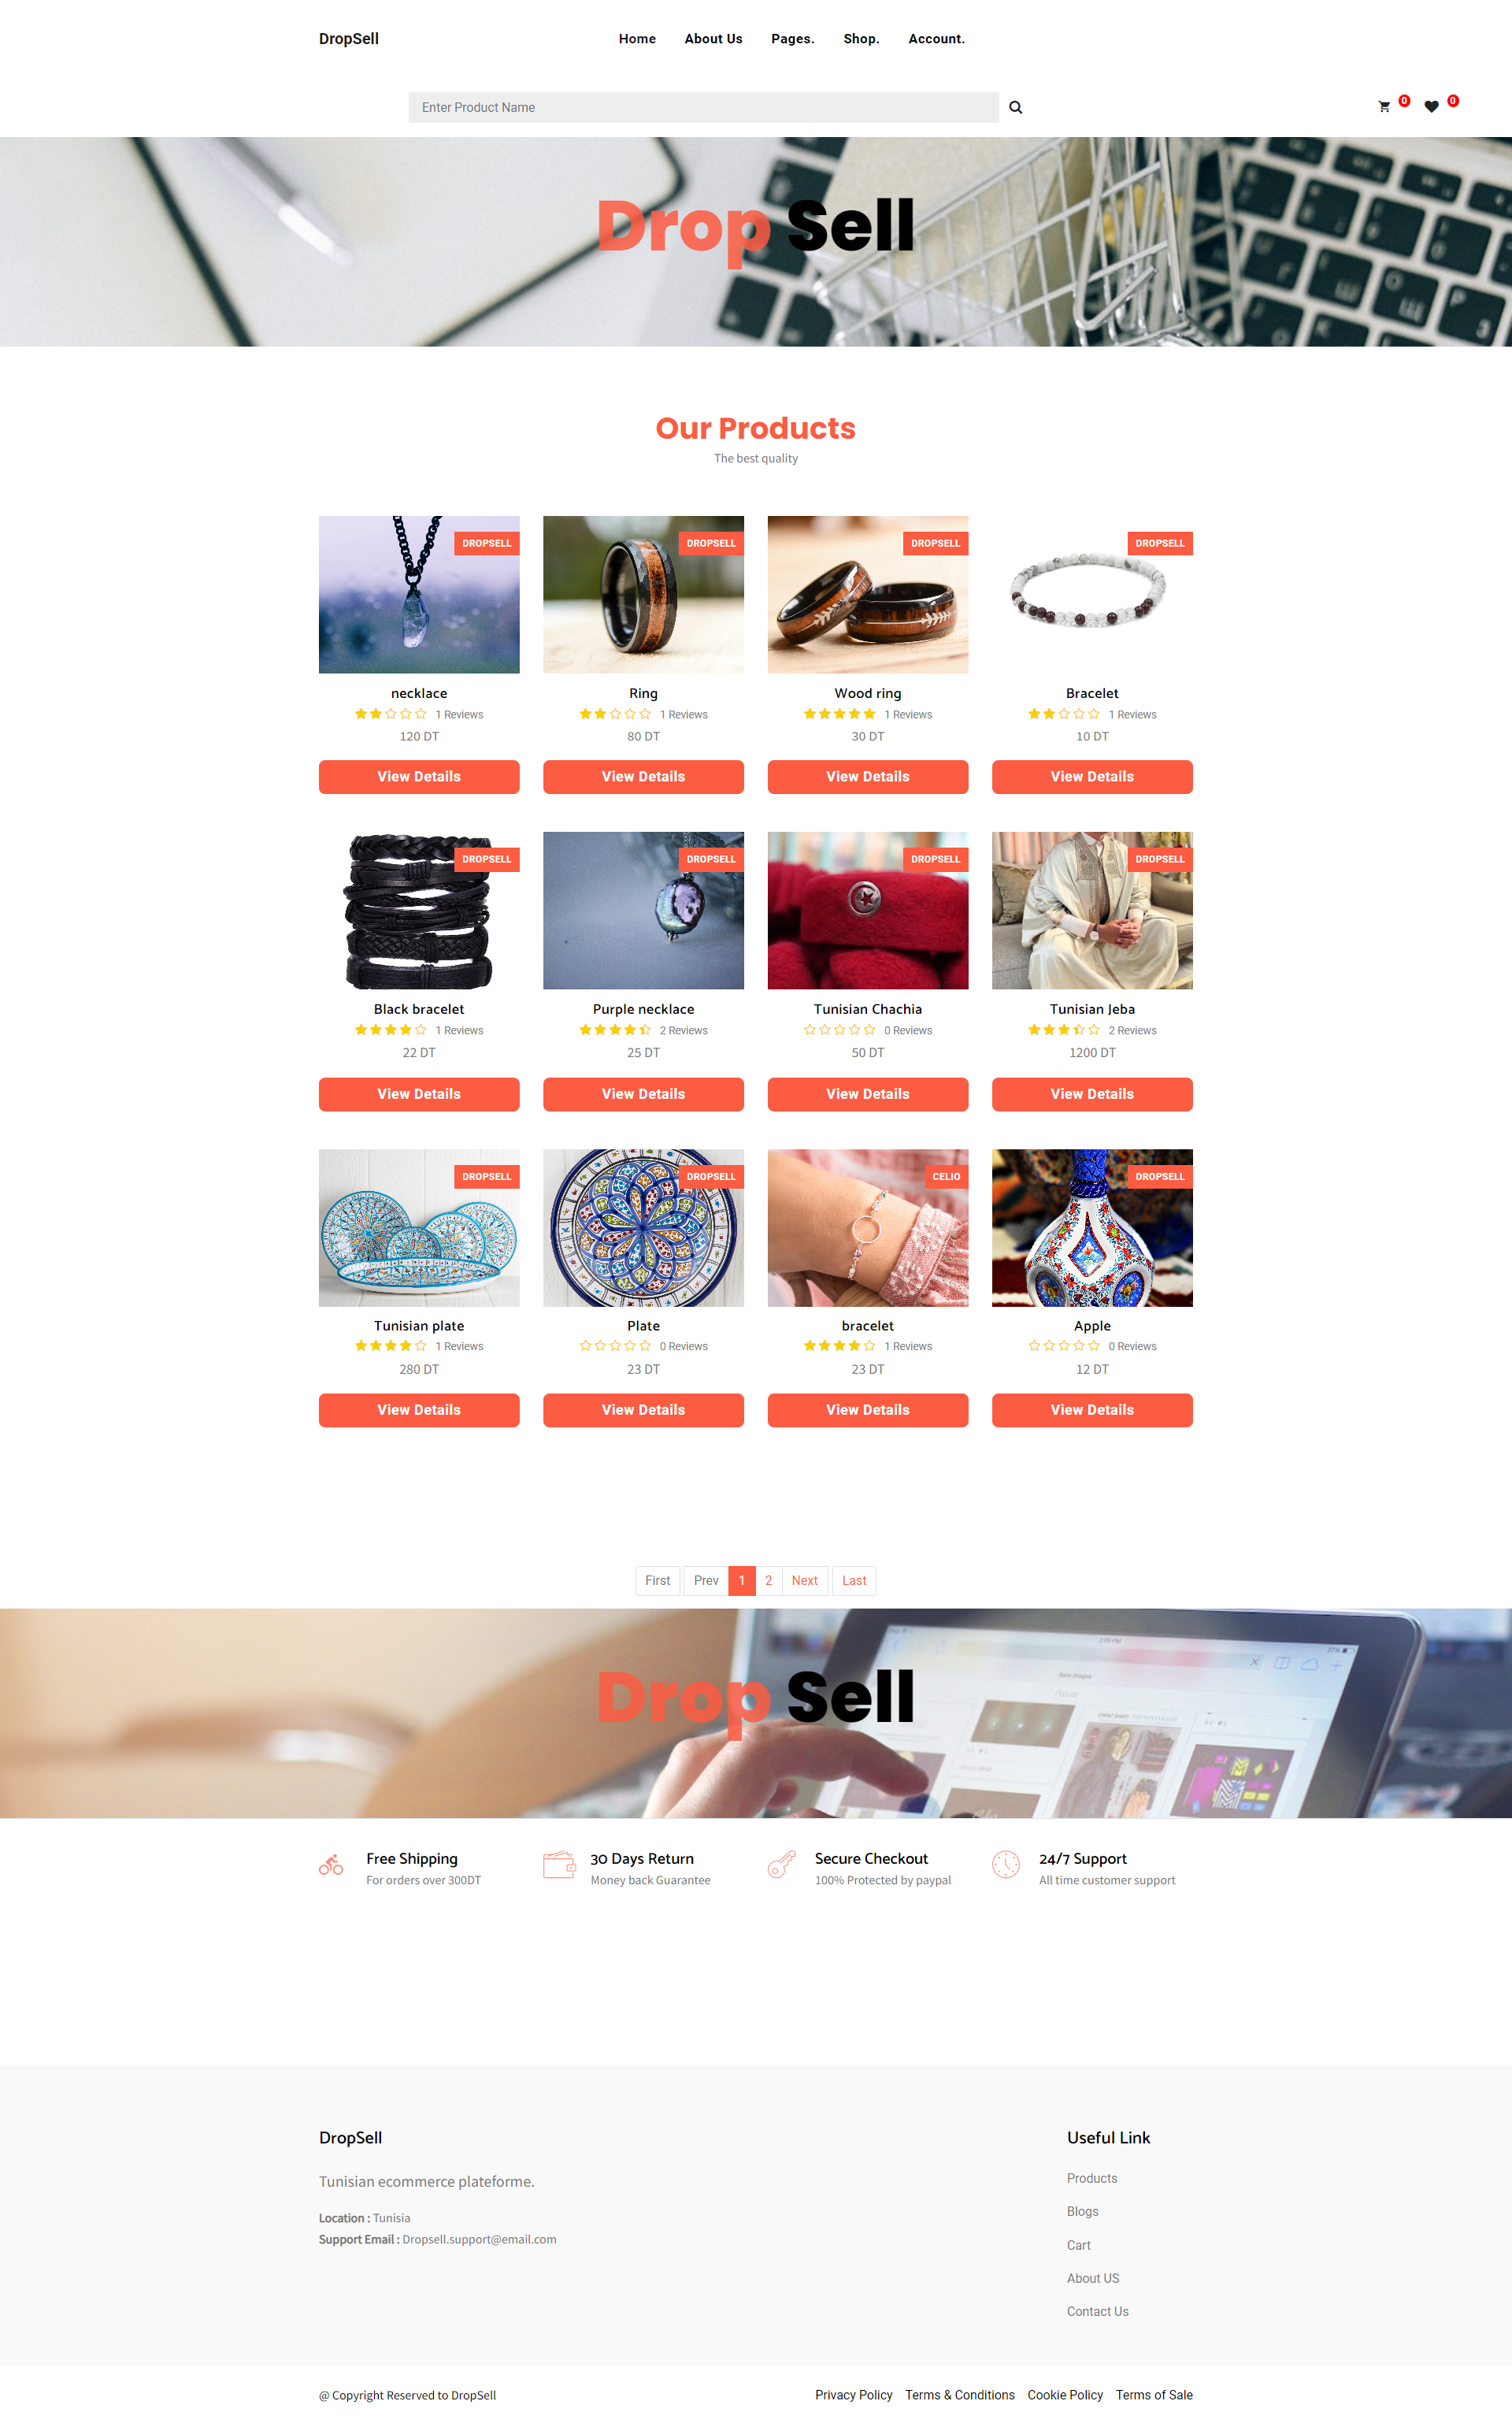 DropSell
Home About Us Pages. Shop. Account.
Enter Product Name
0 0
Drop Sell
Our Products
The best quality
DROPSELL DROPSELL DROPSELL DROPSELL
necklace Ring Wood ring Bracelet
1 Reviews 1 Reviews 1 Reviews 1 Reviews
120 DT 80 DT 30 DT 10 DT
View Details View Details View Details View Details
DROPSELL DROPSELL DROPSELL DROPSELL
Black bracelet Purple necklace Tunisian Chachia Tunisian Jeba
1 Reviews 2 Reviews 0 Reviews 2 Reviews
22 DT 25 DT 50 DT 1200 DT
View Details View Details View Details View Details
DROPSELL DROPSELL CELIO DROPSELL
Tunisian plate Plate bracelet Apple
1 Reviews 0 Reviews 1 Reviews 0 Reviews
280 DT 23 DT 23 DT 12 DT
View Details View Details View Details View Details
First Prev 1 2 Next Last
Drop Sell
Popular
Free Shipping 30 Days Return Secure Checkout 24/7 Support
For orders over 300DT Money back Guarantee 100% Protected by paypal All time customer support
DropSell
Tunisian ecommerce plateforme.
Location : Tunisia
Support Email : Dropsell.support@email.com
Useful Link
Products
Blogs
Cart
About US
Contact Us
@ Copyright Reserved to DropSell
Privacy Policy Terms & Conditions Cookie Policy Terms of Sale